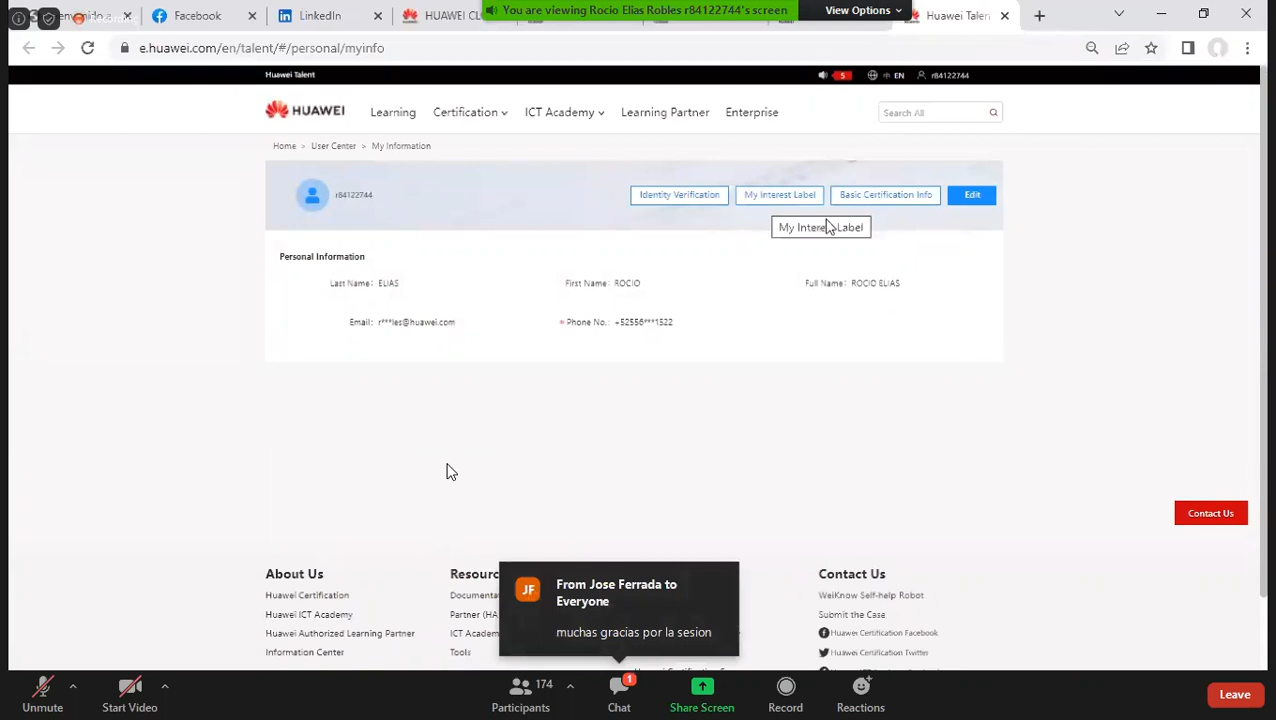 You are viewing Rocio Elias Robles r84122744's screen
View Options
Facebook
LinkedIn
Huawei Talent
e.huawei.com/en/talent/#/personal/myinfo
Huawei Talent
5
EN
r84122744
HUAWEI
Learning
Certification
ICT Academy
Learning Partner
Enterprise
Search All
Home > User Center > My Information
r84122744
Identity Verification
My Interest Label
Basic Certification Info
Edit
My Interest Label
Personal Information
Last Name: ELIAS
First Name: ROCIO
Full Name: ROCIO ELIAS
Email: r***les@huawei.com
* Phone No.: +52556***1522
Contact Us
About Us
Contact Us
Huawei Certification
WeiKnow Self-help Robot
Huawei ICT Academy
Submit the Case
Huawei Authorized Learning Partner
Huawei Certification Facebook
Information Center
Tools
Huawei Certification Twitter
JF
From Jose Ferrada to
Everyone
muchas gracias por la sesion
Unmute
Start Video
174
Participants
1
Chat
Share Screen
Record
Reactions
Leave